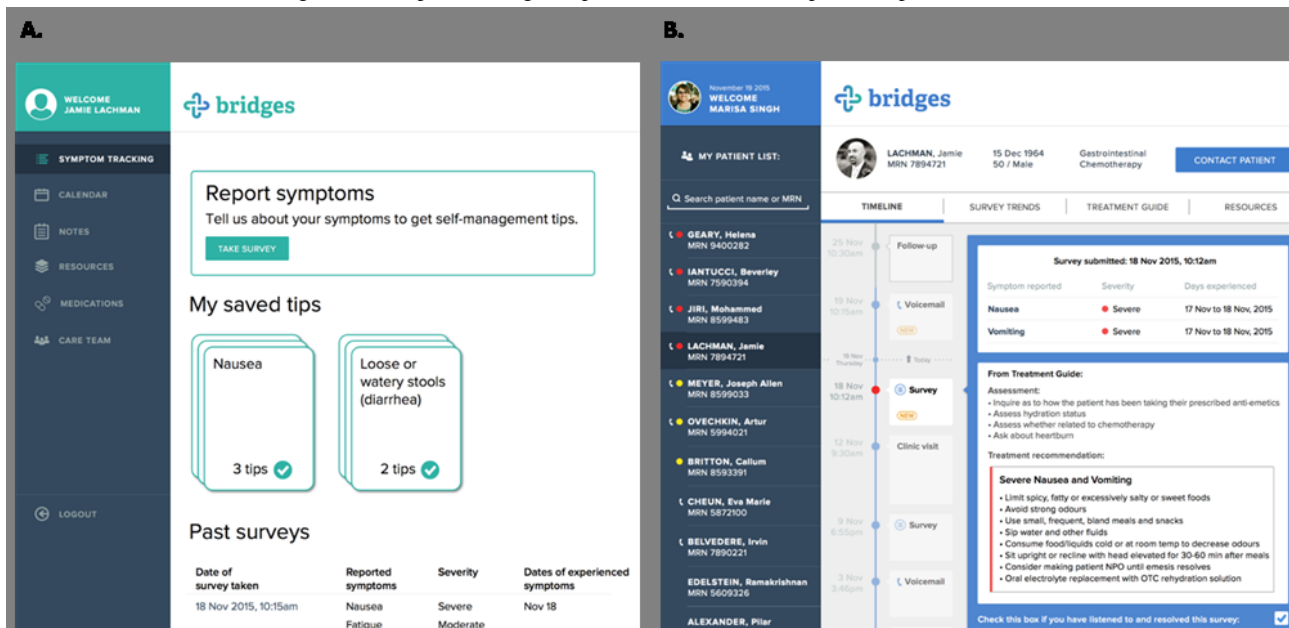 A.
WELCOME
JAMIE LACHMAN
bridges
SYMPTOM TRACKING
CALENDAR
NOTES
RESOURCES
MEDICATIONS
CARE TEAM
LOGOUT
Report symptoms
Tell us about your symptoms to get self-management tips.
TAKE SURVEY
My saved tips
Nausea
3 tips
Loose or
watery stools
(diarrhea)
2 tips
Past surveys
Date of survey taken Reported symptoms Severity Dates of experienced symptoms
18 Nov 2015, 10:15am Nausea Severe Nov 18
Fatigue Moderate
B.
November 19 2015
WELCOME
MARISA SINGH
bridges
MY PATIENT LIST:
Search patient name or MRN
GEARY, Helena
MRN 9400282
IANTUCCI, Beverley
MRN 7590394
JIRI, Mohammed
MRN 8599483
LACHMAN, Jamie
MRN 7894721
MEYER, Joseph Allen
MRN 8599033
OVECHKIN, Artur
MRN 5994021
BRITTON, Callum
MRN 8593391
CHEUN, Eva Marie
MRN 5872100
BELVEDERE, Irvin
MRN 7890221
EDELSTEIN, Ramakrishnan
MRN 5609326
ALEXANDER, Pilar
LACHMAN, Jamie
MRN 7894721
15 Dec 1964
50 / Male
Gastrointestinal
Chemotherapy
CONTACT PATIENT
TIMELINE SURVEY TRENDS TREATMENT GUIDE RESOURCES
25 Nov
10:30am
Follow-up
19 Nov
10:15am
Voicemail
NEW
19 Nov
Thursday
Today
18 Nov
10:12am
Survey
NEW
12 Nov
9:30am
Clinic visit
9 Nov
6:55pm
Survey
3 Nov
3:45pm
Voicemail
Survey submitted: 18 Nov 2015, 10:12am
Symptom reported Severity Days experienced
Nausea Severe 17 Nov to 18 Nov, 2015
Vomiting Severe 17 Nov to 18 Nov, 2015
From Treatment Guide:
Assessment:
• Inquire as to how the patient has been taking their prescribed anti-emetics
• Assess hydration status
• Assess whether related to chemotherapy
• Ask about heartburn
Treatment recommendation:
Severe Nausea and Vomiting
• Limit spicy, fatty or excessively salty or sweet foods
• Avoid strong odours
• Use small, frequent, bland meals and snacks
• Sip water and other fluids
• Consume food/liquids cold or at room temp to decrease odours
• Sit upright or recline with head elevated for 30-60 min after meals
• Consider making patient NPO until emesis resolves
• Oral electrolyte replacement with OTC rehydration solution
Check this box if you have listened to and resolved this survey: